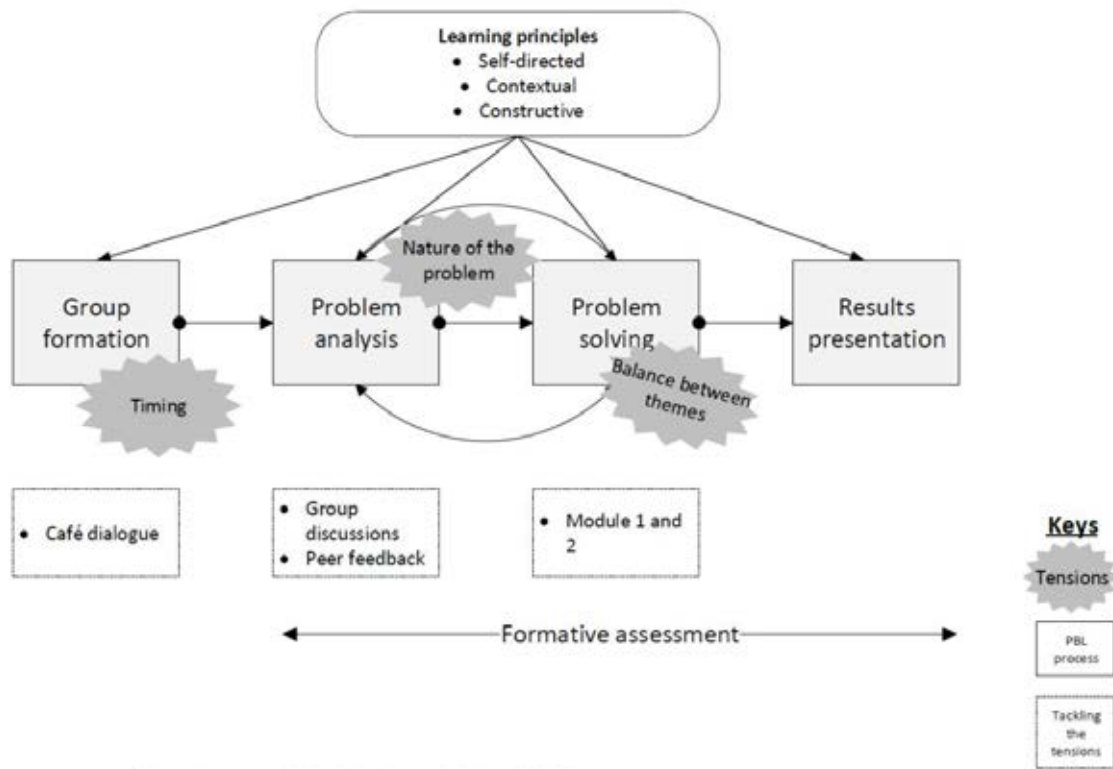 Learning principles
• Self-directed
• Contextual
• Constructive
Nature of the
problem
Group
formation
Problem
analysis
Problem
solving
Results
presentation
Timing
Balance between
themes
• Café dialogue
• Group
discussions
• Peer feedback
• Module 1 and
2
Formative assessment
Keys
Tensions
PBL
process
Tackling
the
tensions